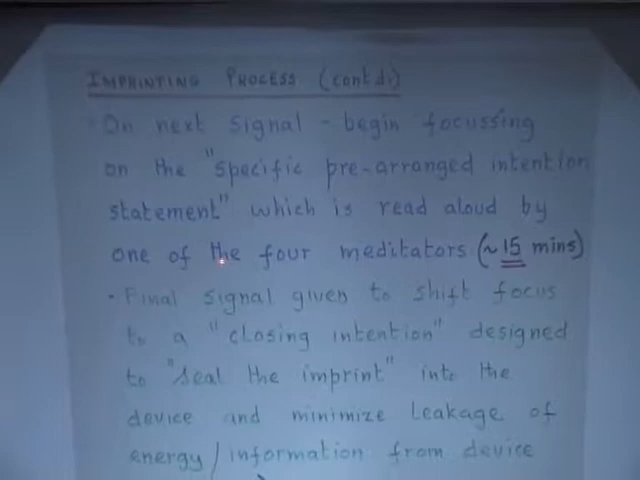 IMPRINTING PROCESS (contd.)
· On next signal - begin focussing
on the "specific pre-arranged intention
statement" which is read aloud by
one of the four meditators (~15 mins)
· Final signal given to shift focus
to a "closing intention" designed
to "seal the imprint" into the
device and minimize leakage of
energy/information from device